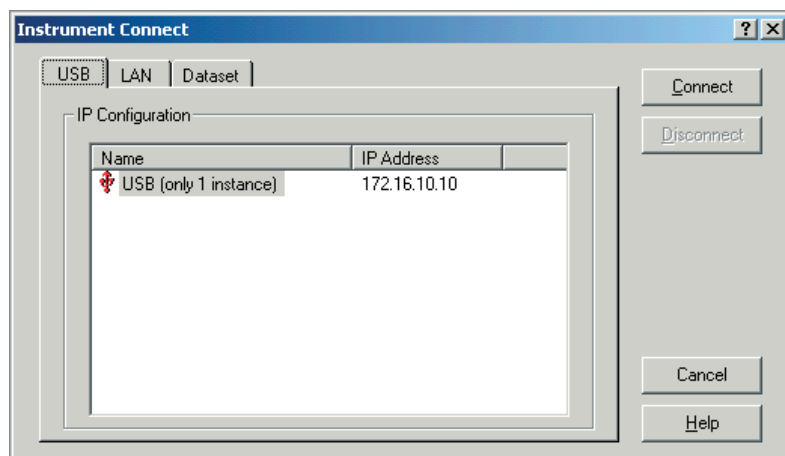 Instrument Connect
USB LAN Dataset
IP Configuration
Name IP Address
USB (only 1 instance) 172.16.10.10
Connect
Disconnect
Cancel
Help